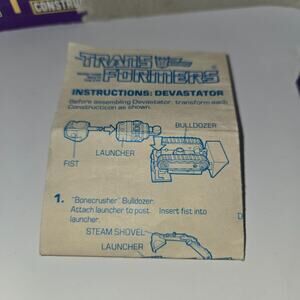 CONSTRU
TRANS
FORMERS
INSTRUCTIONS: DEVASTATOR
Before assembling Devastator, transform each
Constructicon as shown.
BULLDOZER
LAUNCHER
FIST
1. "Bonecrusher" Bulldozer.
Attach launcher to post. Insert fist into
launcher.
STEAM SHOVEL
LAUNCHER
D